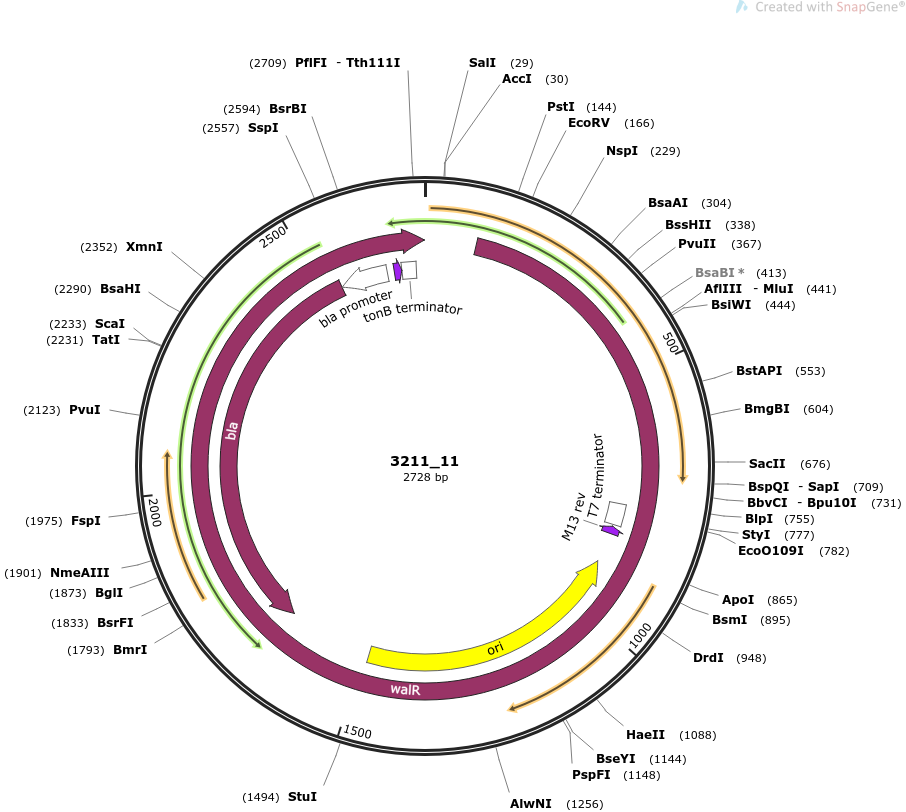 Created with SnapGene®
(2709) PflFI - Tth111I
SalI (29)
AccI (30)
(2594) BsrBI
PstI (144)
(2557) SspI
EcoRV (166)
NspI (229)
BsaAI (304)
BssHII (338)
PvuII (367)
(2352) XmnI
BsaBI * (413)
(2290) BsaHI
AflIII - MluI (441)
BsiWI (444)
(2233) ScaI
(2231) TatI
BstAPI (553)
(2123) PvuI
BmgBI (604)
SacII (676)
BspQI - SapI (709)
BbvCI - Bpu10I (731)
(1975) FspI
BlpI (755)
StyI (777)
EcoO109I (782)
(1901) NmeAIII
(1873) BglI
ApoI (865)
(1833) BsrFI
BsmI (895)
(1793) BmrI
DrdI (948)
HaeII (1088)
BseYI (1144)
PspFI (1148)
(1494) StuI
AlwNI (1256)
2500
500
2000
1000
1500
bla promoter
tonB terminator
bla
T7 terminator
M13 rev
ori
walR
3211_11
2728 bp